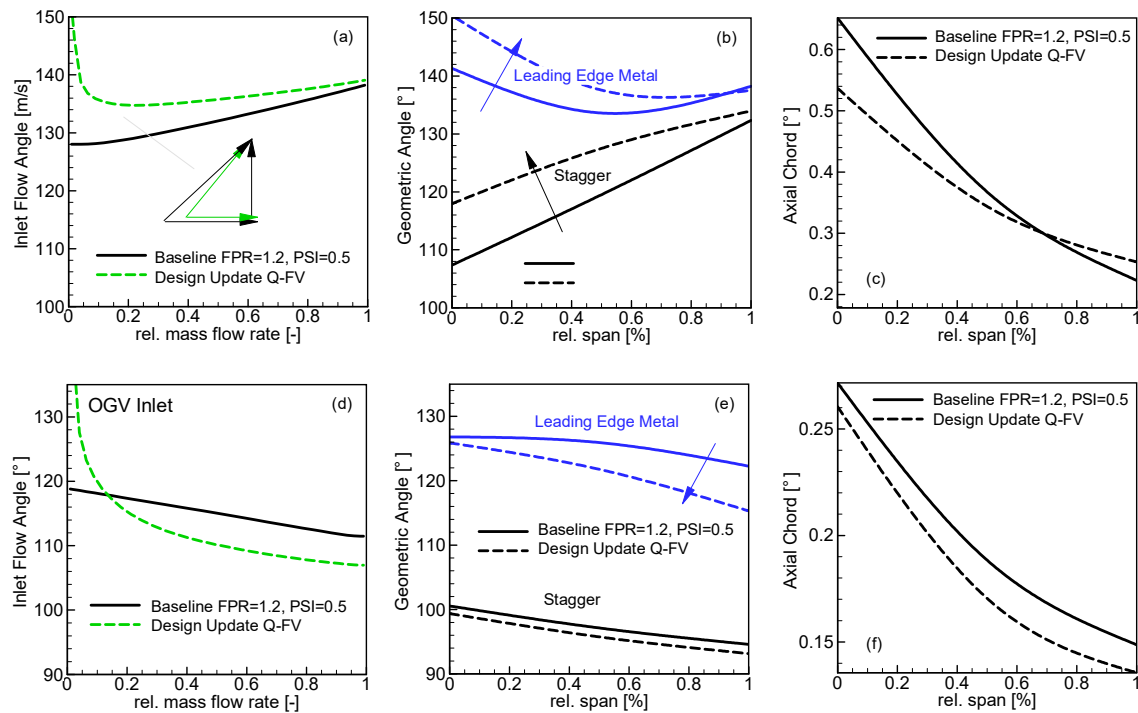 (a)
Inlet Flow Angle [m/s]
150
140
130
120
110
100
Baseline FPR=1.2, PSI=0.5
Design Update Q-FV
0 0.2 0.4 0.6 0.8 1
rel. mass flow rate [-]
(b)
Geometric Angle [°]
150
140
130
120
110
100
Leading Edge Metal
Stagger
0 0.2 0.4 0.6 0.8 1
rel. span [%]
Axial Chord [°]
0.6
0.5
0.4
0.3
0.2
Baseline FPR=1.2, PSI=0.5
Design Update Q-FV
(c)
0 0.2 0.4 0.6 0.8 1
rel. span [%]
OGV Inlet
(d)
Inlet Flow Angle [°]
130
120
110
100
90
Baseline FPR=1.2, PSI=0.5
Design Update Q-FV
0 0.2 0.4 0.6 0.8 1
rel. mass flow rate [-]
(e)
Geometric Angle [°]
130
120
110
100
90
Leading Edge Metal
Baseline FPR=1.2, PSI=0.5
Design Update Q-FV
Stagger
0 0.2 0.4 0.6 0.8 1
rel. span [%]
Axial Chord [°]
0.25
0.2
0.15
Baseline FPR=1.2, PSI=0.5
Design Update Q-FV
(f)
0 0.2 0.4 0.6 0.8 1
rel. span [%]